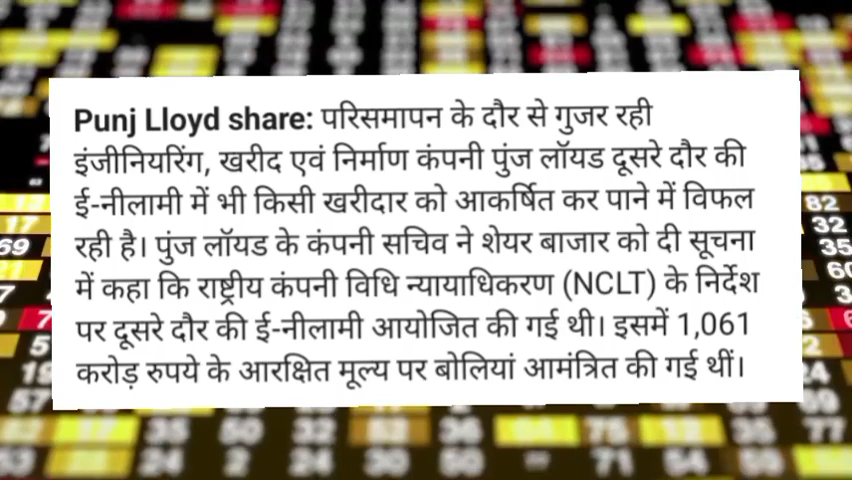 Punj Lloyd share: परिसमापन के दौर से गुजर रही
इंजीनियरिंग, खरीद एवं निर्माण कंपनी पुंज लॉयड दूसरे दौर की
ई-नीलामी में भी किसी खरीदार को आकर्षित कर पाने में विफल
रही है। पुंज लॉयड के कंपनी सचिव ने शेयर बाजार को दी सूचना
में कहा कि राष्ट्रीय कंपनी विधि न्यायाधिकरण (NCLT) के निर्देश
पर दूसरे दौर की ई-नीलामी आयोजित की गई थी। इसमें 1,061
करोड़ रुपये के आरक्षित मूल्य पर बोलियां आमंत्रित की गई थीं।